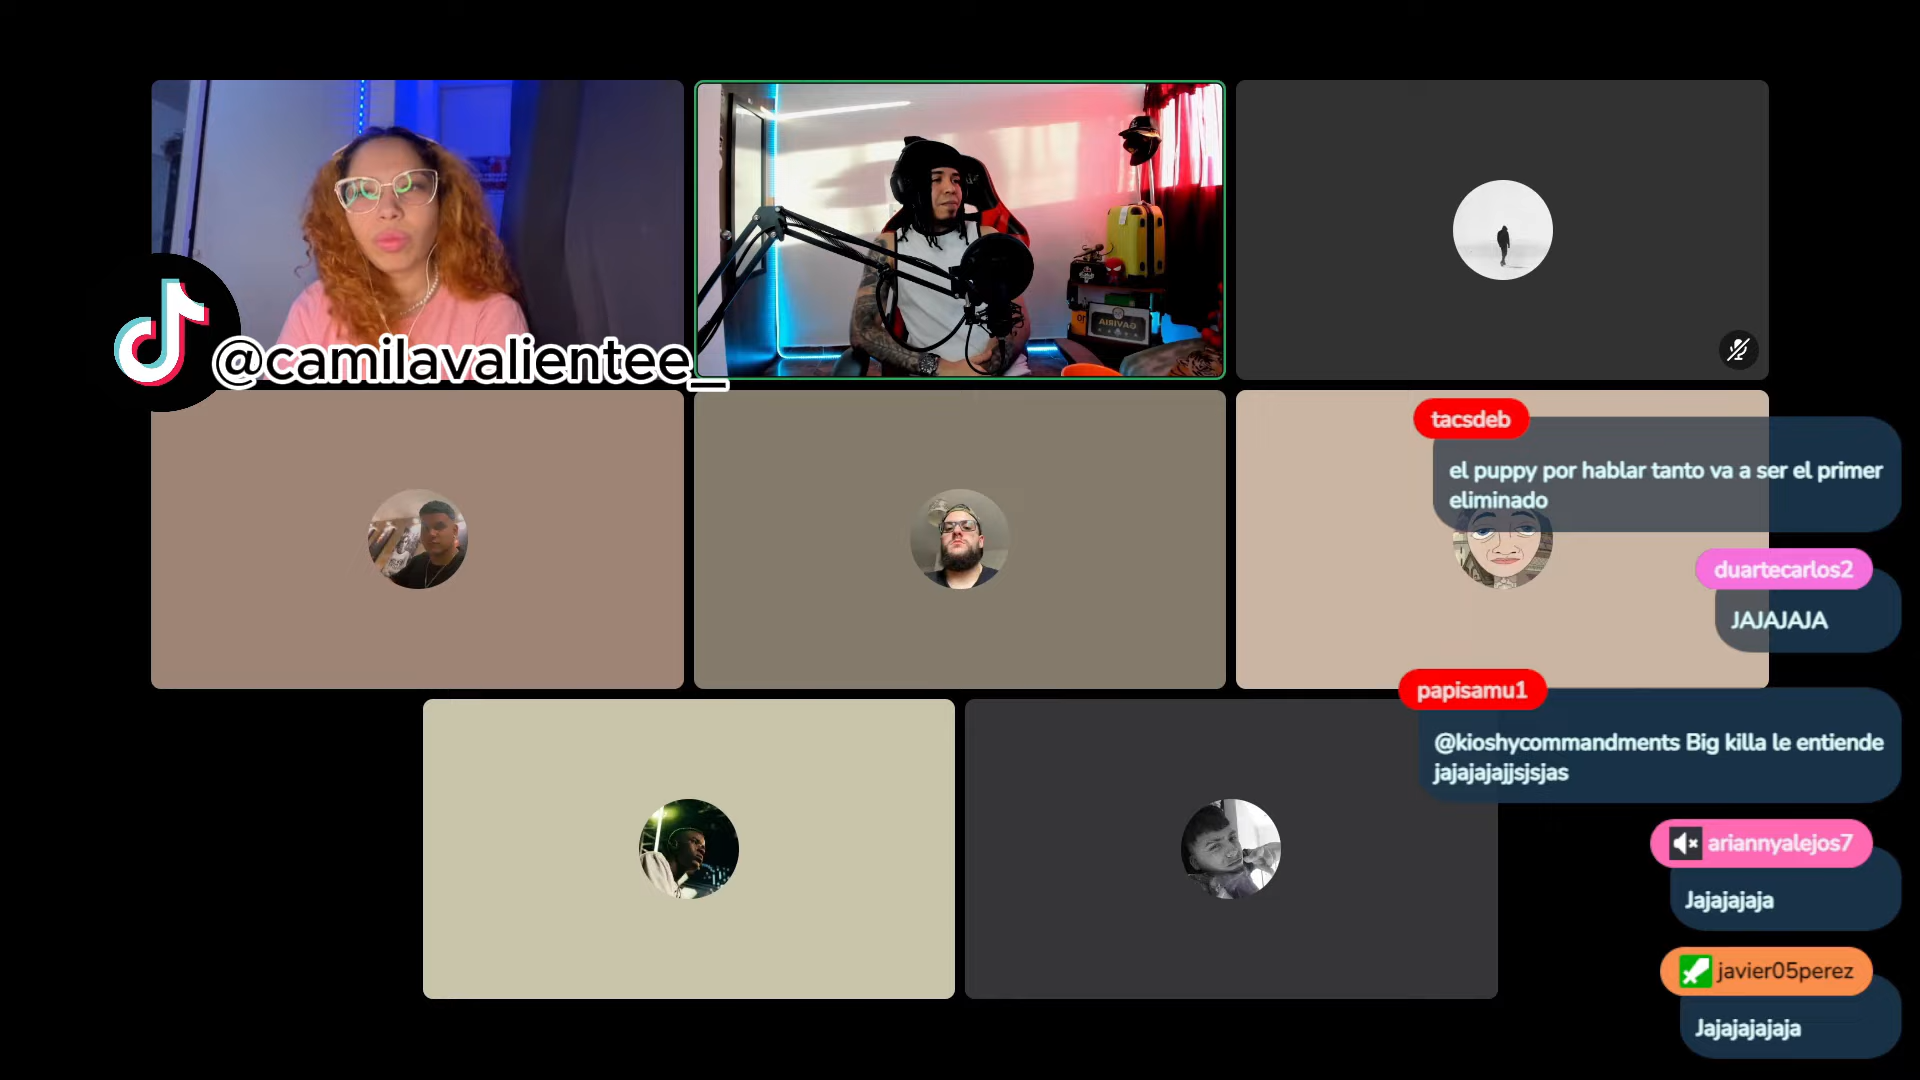 @camilavalientee_
AIRIVAO
tacsdeb
el puppy por hablar tanto va a ser el primer
eliminado
duartecarlos2
JAJAJAJA
papisamu1
@kioshycommandments Big killa le entiende
jajajajajjsjsjas
ariannyalejos7
Jajajajaja
javier05perez
Jajajajajaja